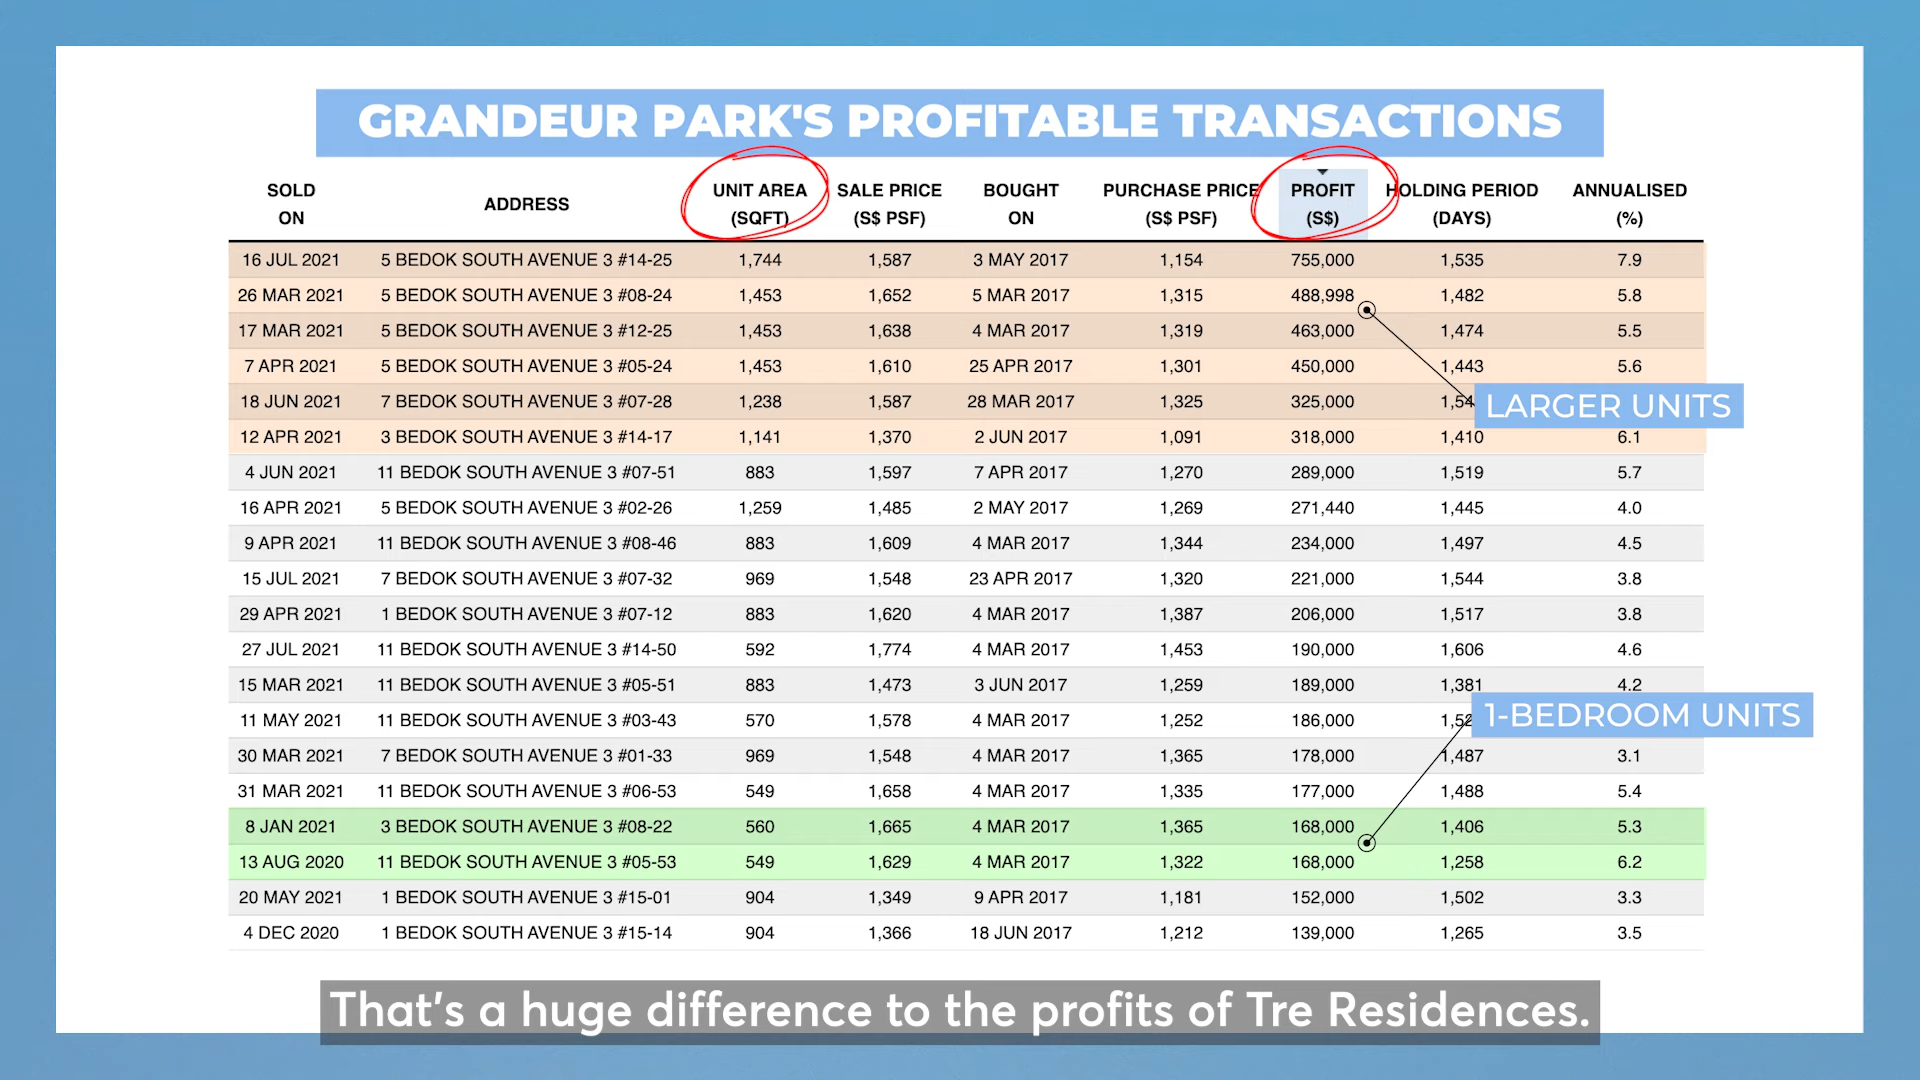 GRANDEUR PARK'S PROFITABLE TRANSACTIONS
SOLD ON ADDRESS UNIT AREA (SQFT) SALE PRICE (S$ PSF) BOUGHT ON PURCHASE PRICE (S$ PSF) PROFIT (S$) HOLDING PERIOD (DAYS) ANNUALISED (%)
16 JUL 2021 5 BEDOK SOUTH AVENUE 3 #14-25 1,744 1,587 3 MAY 2017 1,154 755,000 1,535 7.9
26 MAR 2021 5 BEDOK SOUTH AVENUE 3 #08-24 1,453 1,652 5 MAR 2017 1,315 488,998 1,482 5.8
17 MAR 2021 5 BEDOK SOUTH AVENUE 3 #12-25 1,453 1,638 4 MAR 2017 1,319 463,000 1,474 5.5
7 APR 2021 5 BEDOK SOUTH AVENUE 3 #05-24 1,453 1,610 25 APR 2017 1,301 450,000 1,443 5.6
18 JUN 2021 7 BEDOK SOUTH AVENUE 3 #07-28 1,238 1,587 28 MAR 2017 1,325 325,000
LARGER UNITS
12 APR 2021 3 BEDOK SOUTH AVENUE 3 #14-17 1,141 1,370 2 JUN 2017 1,091 318,000 1,410 6.1
4 JUN 2021 11 BEDOK SOUTH AVENUE 3 #07-51 883 1,597 7 APR 2017 1,270 289,000 1,519 5.7
16 APR 2021 5 BEDOK SOUTH AVENUE 3 #02-26 1,259 1,485 2 MAY 2017 1,269 271,440 1,445 4.0
9 APR 2021 11 BEDOK SOUTH AVENUE 3 #08-46 883 1,609 4 MAR 2017 1,344 234,000 1,497 4.5
15 JUL 2021 7 BEDOK SOUTH AVENUE 3 #07-32 969 1,548 23 APR 2017 1,320 221,000 1,544 3.8
29 APR 2021 1 BEDOK SOUTH AVENUE 3 #07-12 883 1,620 4 MAR 2017 1,387 206,000 1,517 3.8
27 JUL 2021 11 BEDOK SOUTH AVENUE 3 #14-50 592 1,774 4 MAR 2017 1,453 190,000 1,606 4.6
15 MAR 2021 11 BEDOK SOUTH AVENUE 3 #05-51 883 1,473 3 JUN 2017 1,259 189,000 1,381 4.2
11 MAY 2021 11 BEDOK SOUTH AVENUE 3 #03-43 570 1,578 4 MAR 2017 1,252 186,000
1-BEDROOM UNITS
30 MAR 2021 7 BEDOK SOUTH AVENUE 3 #01-33 969 1,548 4 MAR 2017 1,365 178,000 1,487 3.1
31 MAR 2021 11 BEDOK SOUTH AVENUE 3 #06-53 549 1,658 4 MAR 2017 1,335 177,000 1,488 5.4
8 JAN 2021 3 BEDOK SOUTH AVENUE 3 #08-22 560 1,665 4 MAR 2017 1,365 168,000 1,406 5.3
13 AUG 2020 11 BEDOK SOUTH AVENUE 3 #05-53 549 1,629 4 MAR 2017 1,322 168,000 1,258 6.2
20 MAY 2021 1 BEDOK SOUTH AVENUE 3 #15-01 904 1,349 9 APR 2017 1,181 152,000 1,502 3.3
4 DEC 2020 1 BEDOK SOUTH AVENUE 3 #15-14 904 1,366 18 JUN 2017 1,212 139,000 1,265 3.5
That's a huge difference to the profits of Tre Residences.